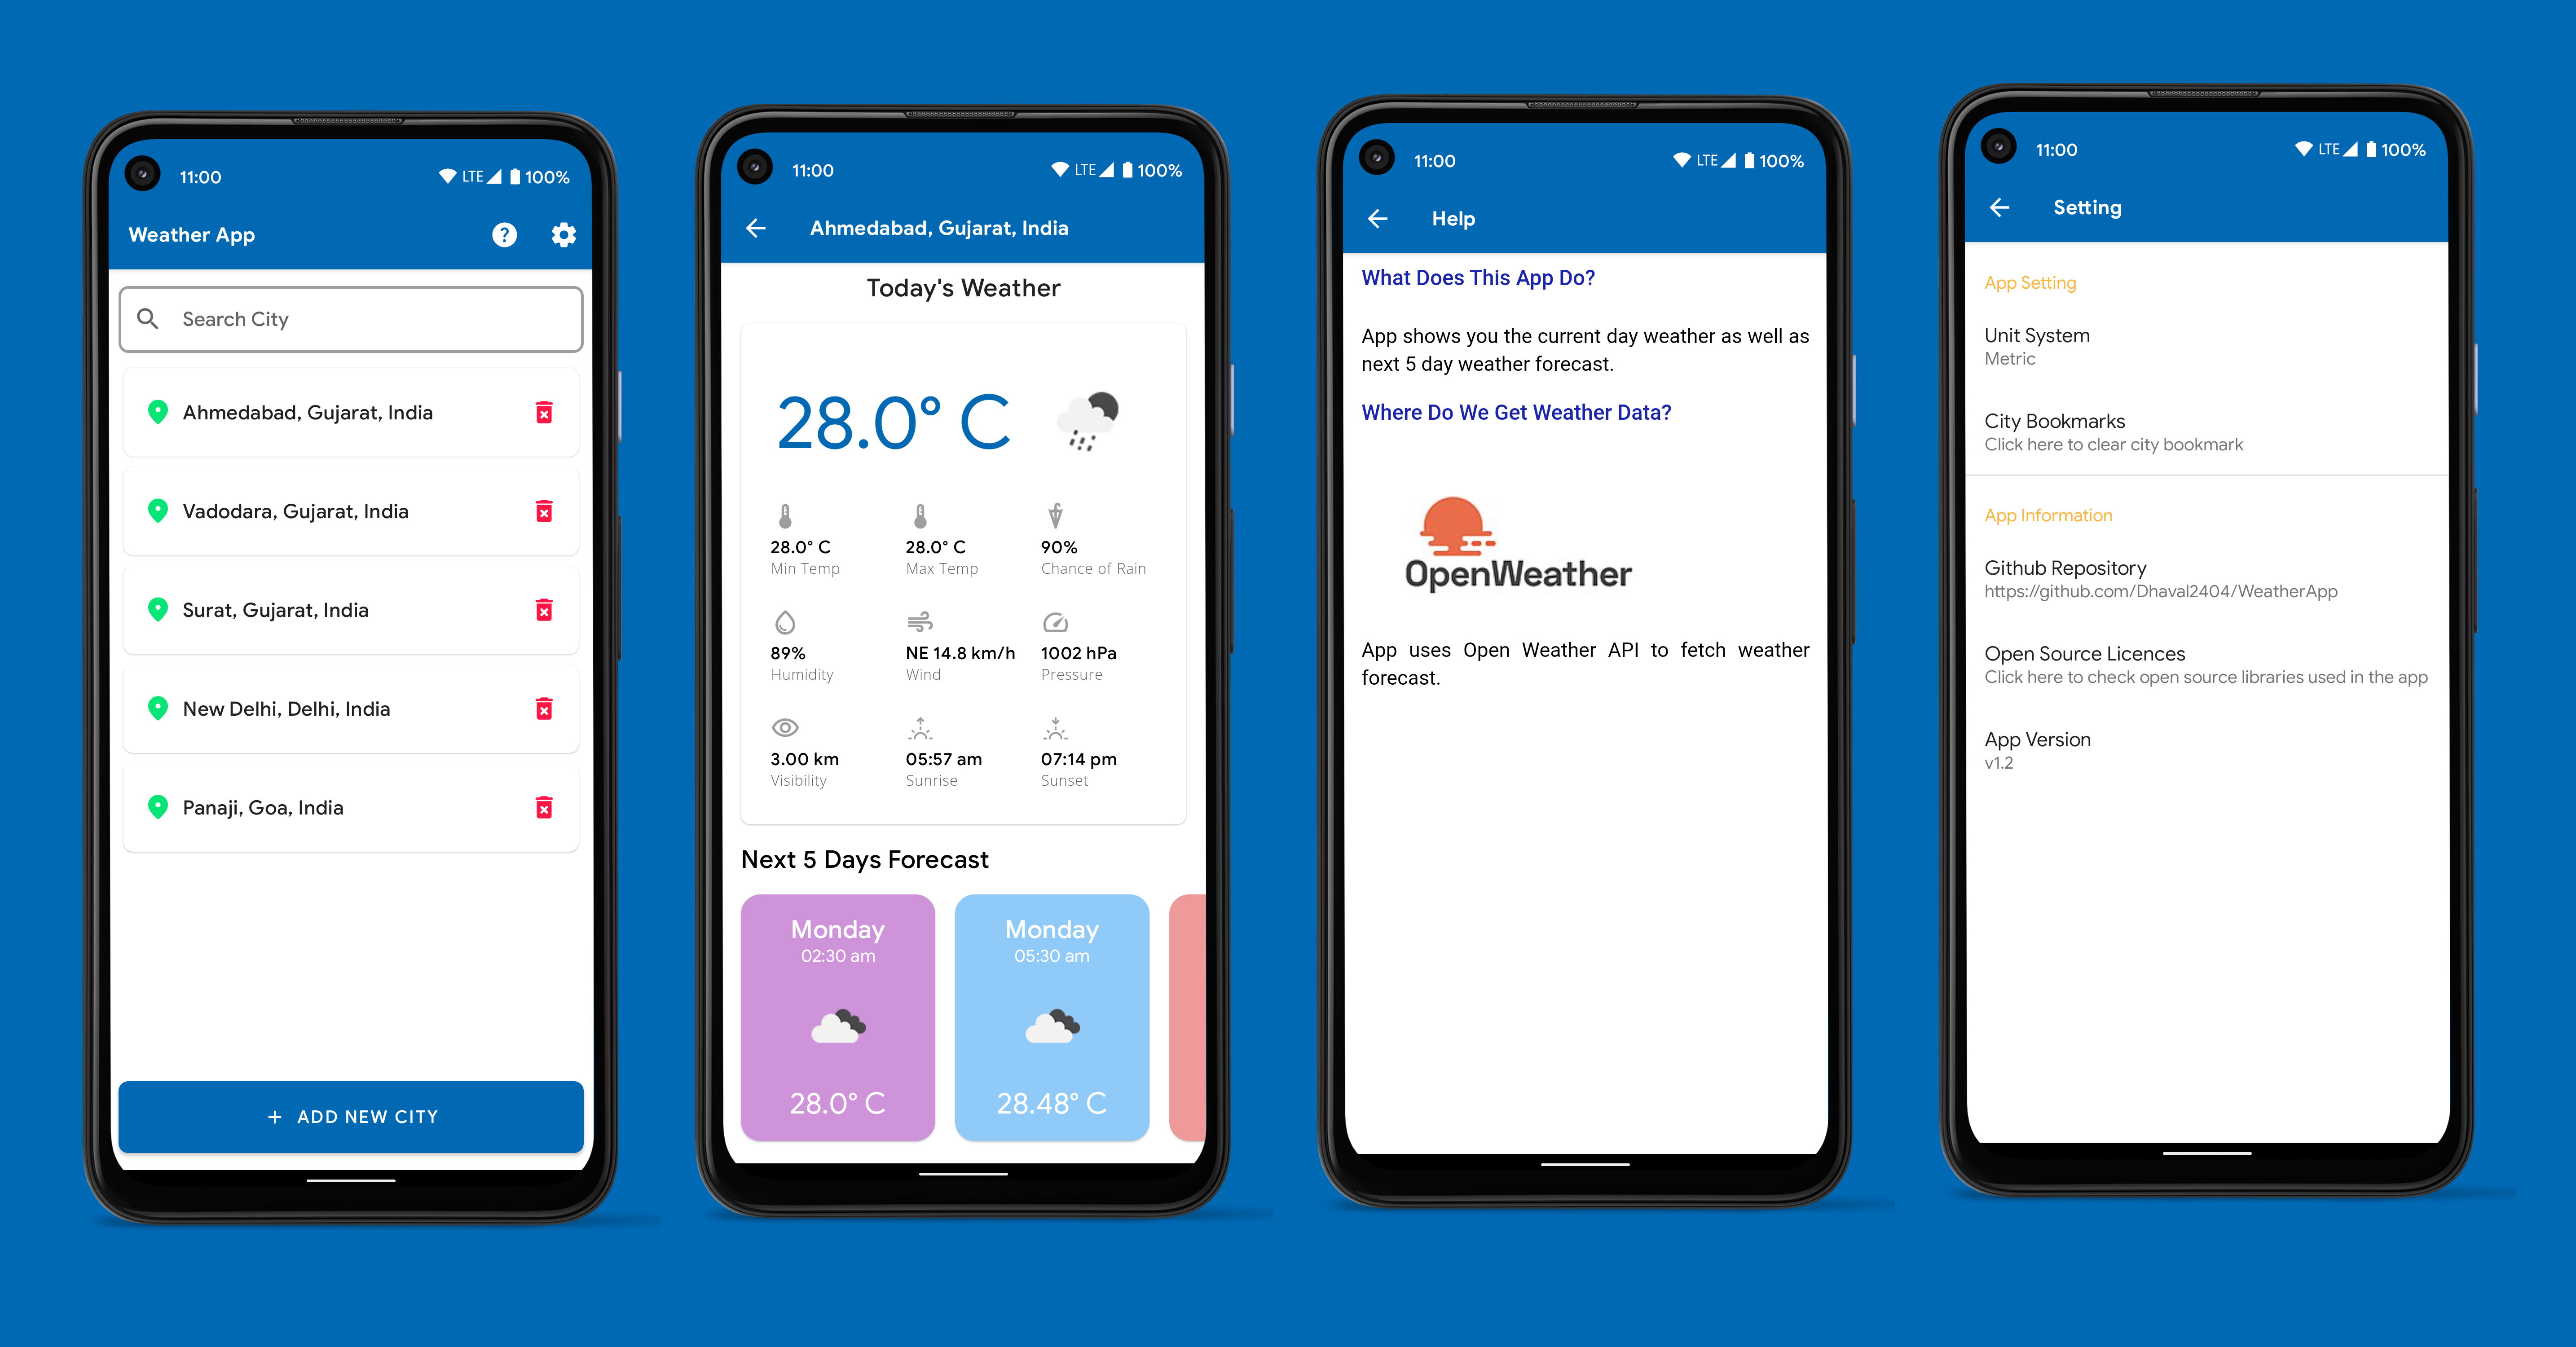 11:00
LTE 100%
Weather App
Search City
Ahmedabad, Gujarat, India
Vadodara, Gujarat, India
Surat, Gujarat, India
New Delhi, Delhi, India
Panaji, Goa, India
+ ADD NEW CITY
11:00
LTE 100%
Ahmedabad, Gujarat, India
Today's Weather
28.0° C
28.0° C
Min Temp
28.0° C
Max Temp
90%
Chance of Rain
89%
Humidity
NE 14.8 km/h
Wind
1002 hPa
Pressure
3.00 km
Visibility
05:57 am
Sunrise
07:14 pm
Sunset
Next 5 Days Forecast
Monday
02:30 am
28.0° C
Monday
05:30 am
28.48° C
11:00
LTE 100%
Help
What Does This App Do?
App shows you the current day weather as well as
next 5 day weather forecast.
Where Do We Get Weather Data?
OpenWeather
App uses Open Weather API to fetch weather
forecast.
11:00
LTE 100%
Setting
App Setting
Unit System
Metric
City Bookmarks
Click here to clear city bookmark
App Information
Github Repository
https://github.com/Dhaval2404/WeatherApp
Open Source Licences
Click here to check open source libraries used in the app
App Version
v1.2